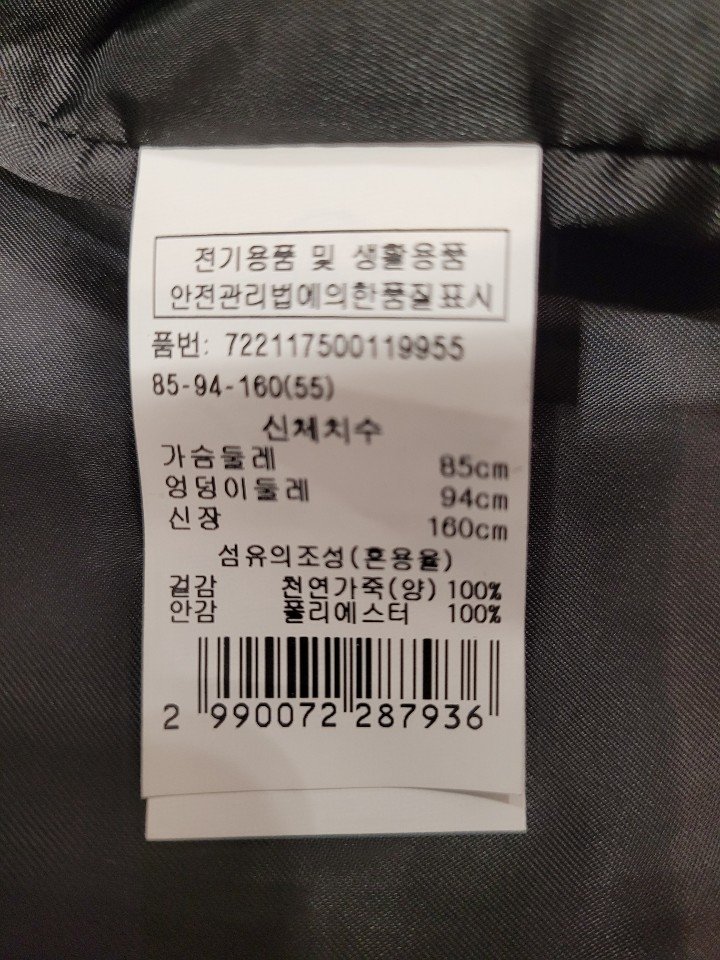 전기용품 및 생활용품
안전관리법에의한품질표시
품번: 722117500119955
85-94-160(55)
신체치수
가슴둘레 85cm
엉덩이둘레 94cm
신장 160cm
섬유의조성(혼용율)
겉감 천연가죽(양) 100%
안감 폴리에스터 100%
2 990072 287936